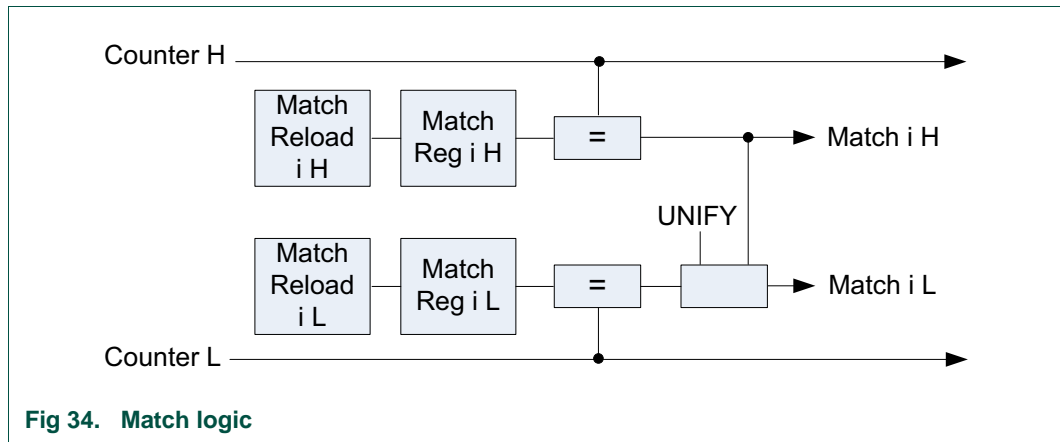 Counter H
Match
Reload
i H
Match
Reg i H
=
Match i H
UNIFY
Match
Reload
i L
Match
Reg i L
=
Match i L
Counter L
Fig 34. Match logic